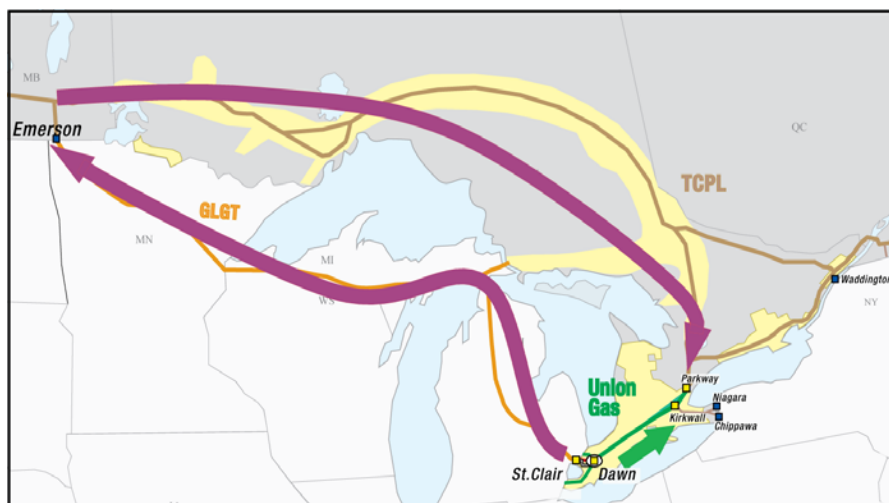 MB
Emerson
QC
TCPL
GLGT
MN
MI
WS
Waddington
NY
Union
Gas
Parkway
Niagara
Kirkwall
Chippawa
St.Clair
Dawn